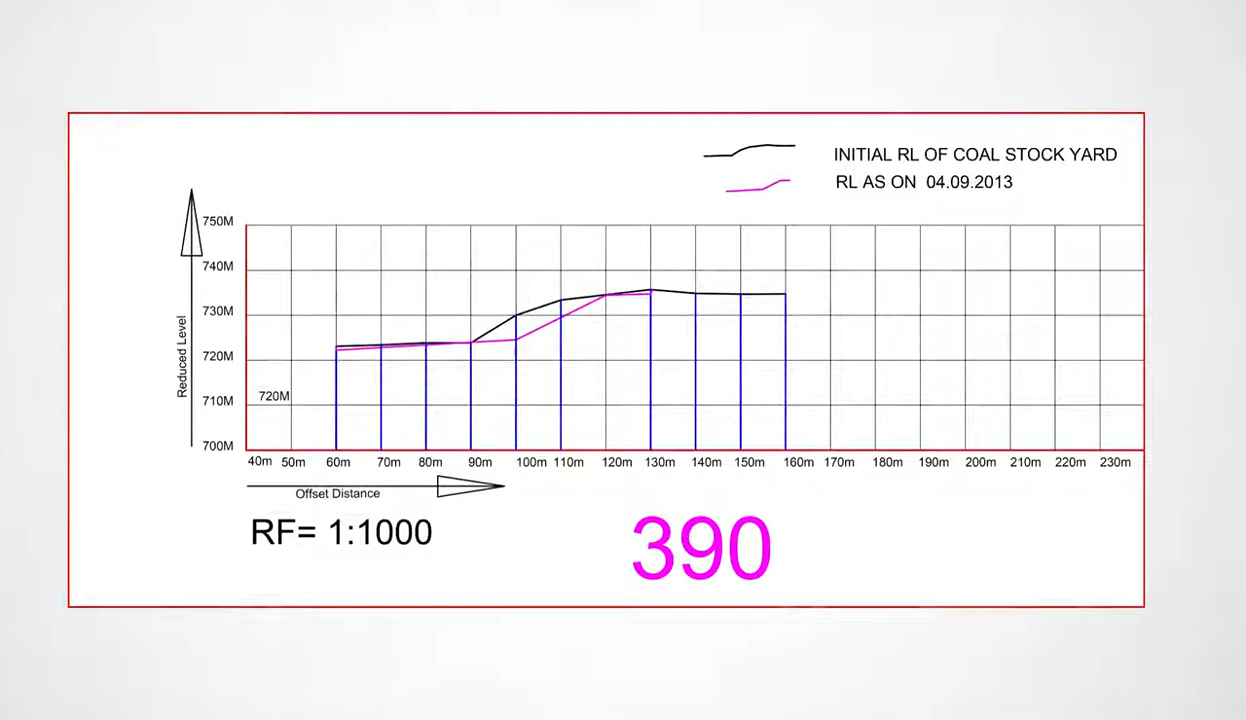 INITIAL RL OF COAL STOCK YARD
RL AS ON 04.09.2013
750M
740M
730M
720M
710M
700M
Reduced Level
720M
40m 50m 60m 70m 80m 90m 100m 110m 120m 130m 140m 150m 160m 170m 180m 190m 200m 210m 220m 230m
Offset Distance
RF= 1:1000
390